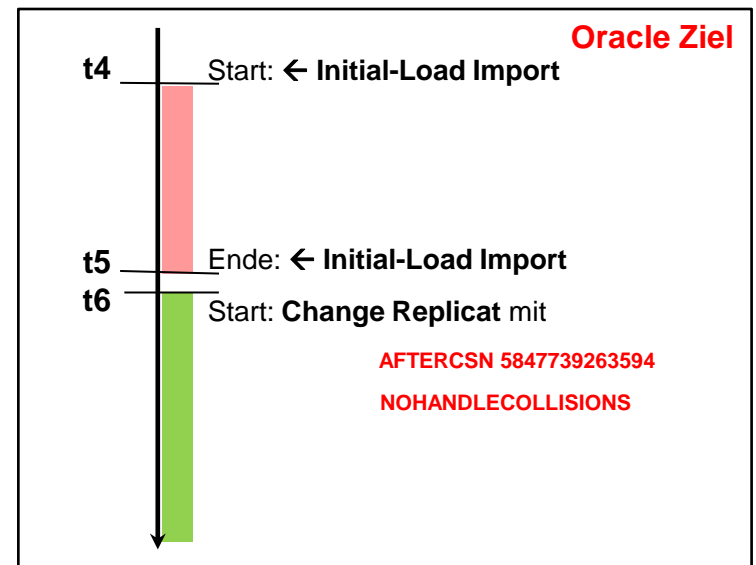 Oracle Ziel
t4 Start: ← Initial-Load Import
t5 Ende: ← Initial-Load Import
t6 Start: Change Replicat mit
AFTERCSN 5847739263594
NOHANDLECOLLISIONS